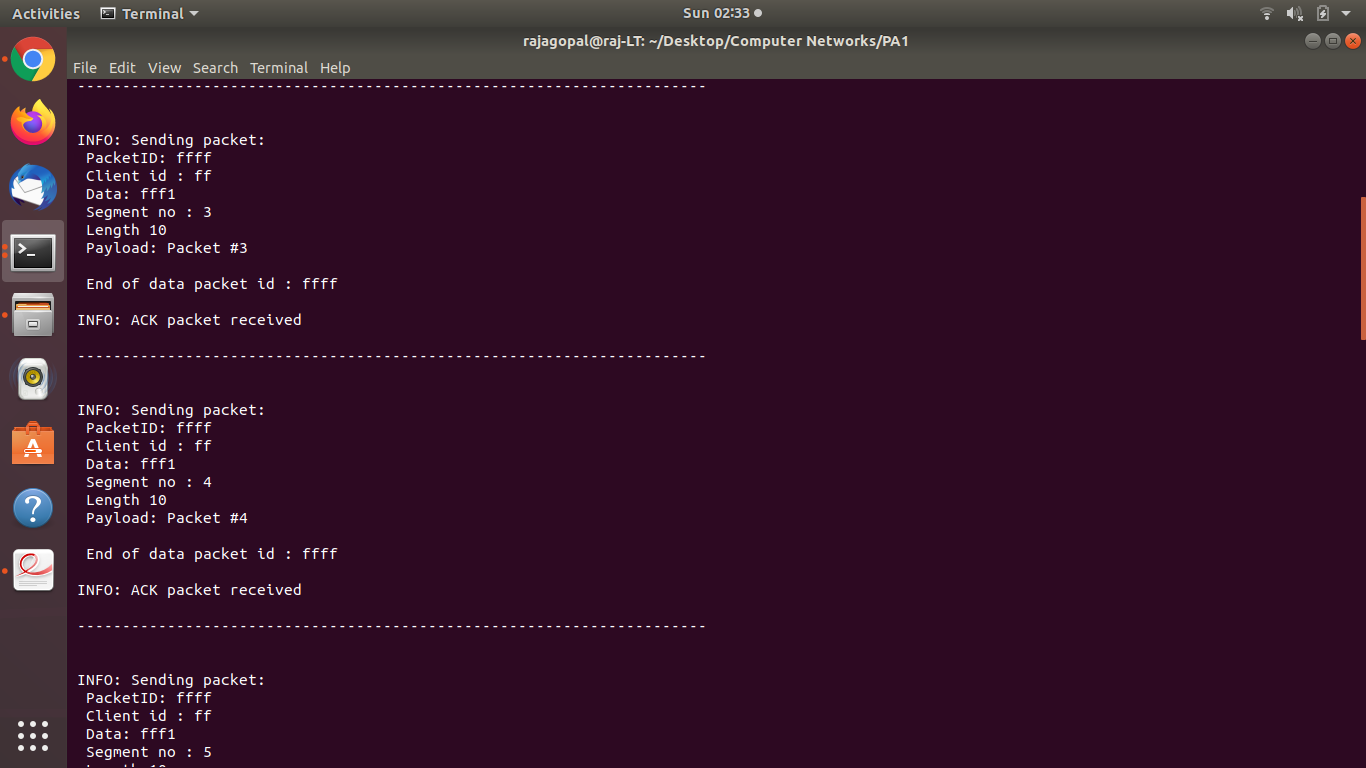 Activities Terminal Sun 02:33
rajagopal@raj-LT: ~/Desktop/Computer Networks/PA1
File Edit View Search Terminal Help
----------------------------------------------------------------------
INFO: Sending packet:
PacketID: ffff
Client id : ff
Data: fff1
Segment no : 3
Length 10
Payload: Packet #3
End of data packet id : ffff
INFO: ACK packet received
----------------------------------------------------------------------
INFO: Sending packet:
PacketID: ffff
Client id : ff
Data: fff1
Segment no : 4
Length 10
Payload: Packet #4
End of data packet id : ffff
INFO: ACK packet received
----------------------------------------------------------------------
INFO: Sending packet:
PacketID: ffff
Client id : ff
Data: fff1
Segment no : 5